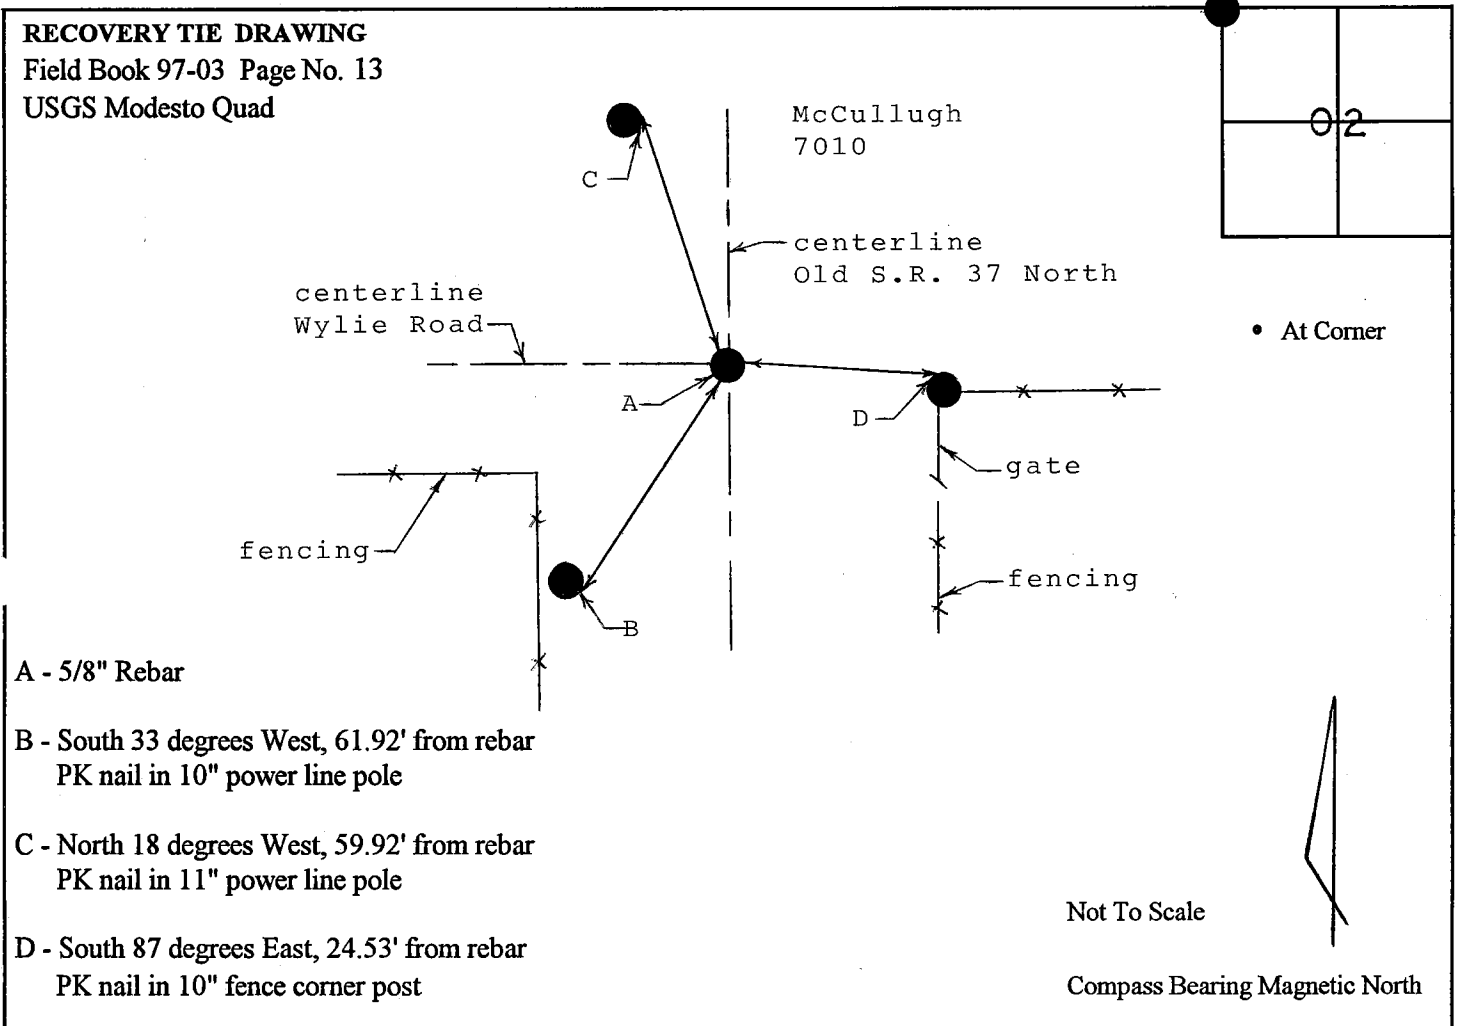 RECOVERY TIE DRAWING
Field Book 97-03 Page No. 13
USGS Modesto Quad
McCullugh
7010
02
C
centerline
Old S.R. 37 North
centerline
Wylie Road
At Corner
A
D
gate
fencing
fencing
B
A - 5/8" Rebar
B - South 33 degrees West, 61.92' from rebar
PK nail in 10" power line pole
C - North 18 degrees West, 59.92' from rebar
PK nail in 11" power line pole
D - South 87 degrees East, 24.53' from rebar
PK nail in 10" fence corner post
Not To Scale
Compass Bearing Magnetic North